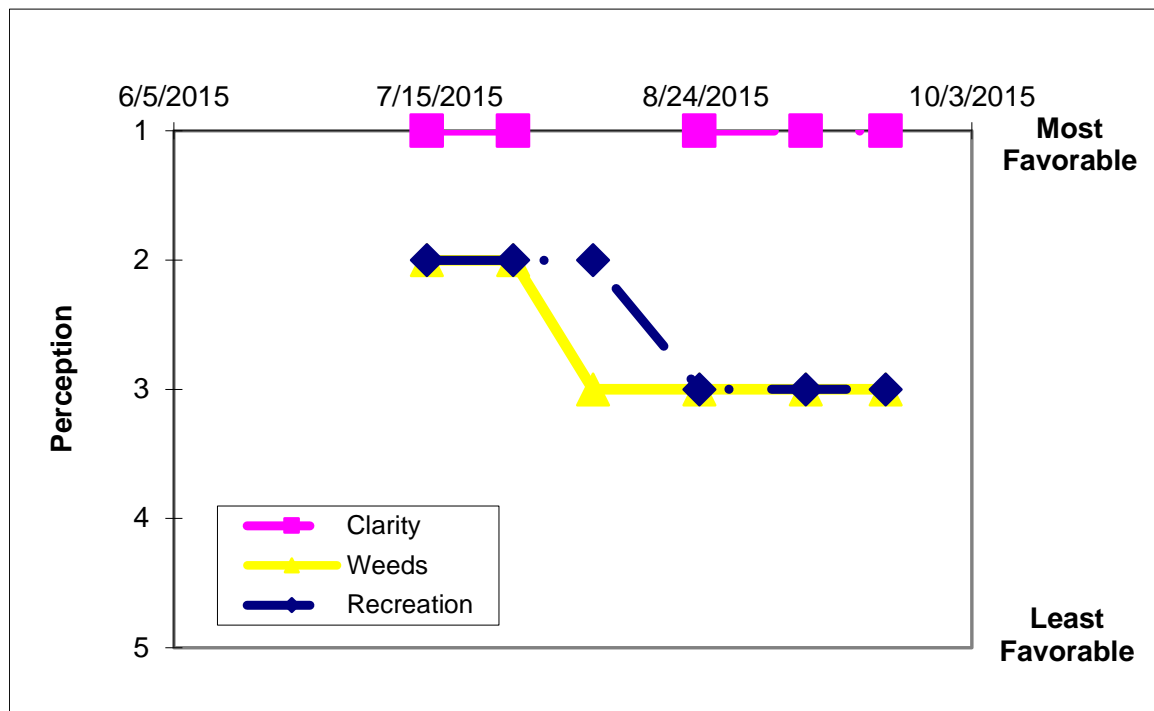 6/5/2015 7/15/2015 8/24/2015 10/3/2015
1
2
3
4
5
Perception
Most
Favorable
Least
Favorable
Clarity
Weeds
Recreation